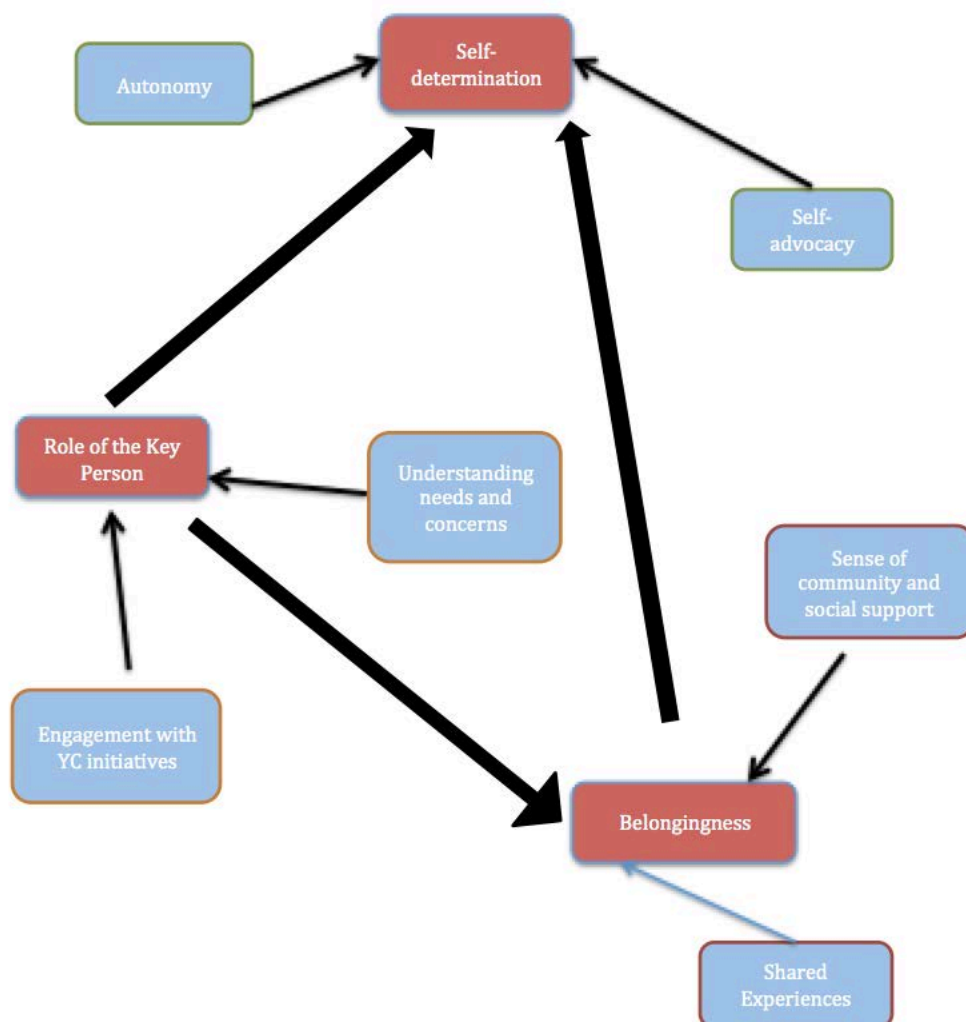 Self-
determination
Autonomy
Self-
advocacy
Role of the Key
Person
Understanding
needs and
concerns
Sense of
community and
social support
Engagement with
YC initiatives
Belongingness
Shared
Experiences